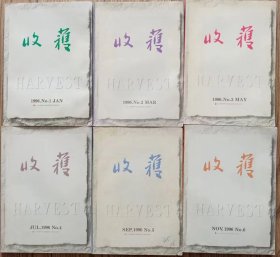 收穫
HARVEST
1996.No.1 JAN
收穫
HARVEST
1996.No.2 MAR
收穫
HARVEST
1996.No.3 MAY
收穫
HARVEST
JUL.1996 No.4
收穫
HARVEST
SEP.1996 No.5
收穫
HARVEST
NOV.1996 No.6